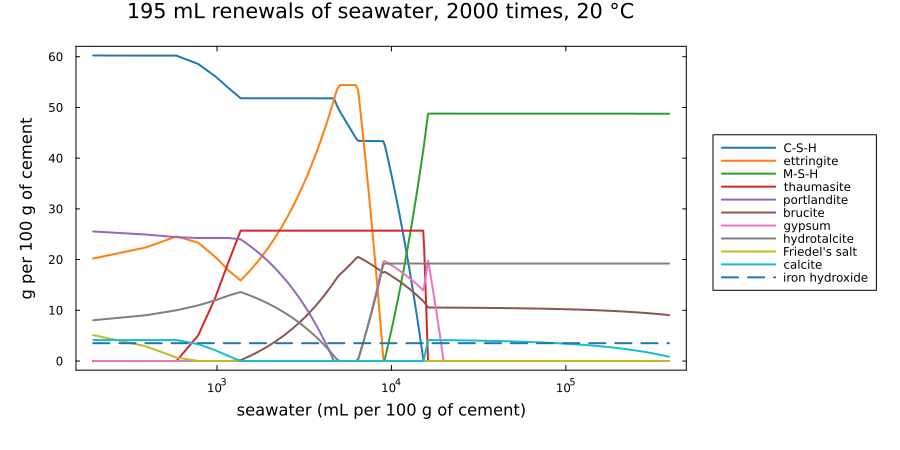 195 mL renewals of seawater, 2000 times, 20 °C
g per 100 g of cement
60
50
40
30
20
10
0
10³
10⁴
10⁵
seawater (mL per 100 g of cement)
C-S-H
ettringite
M-S-H
thaumasite
portlandite
brucite
gypsum
hydrotalcite
Friedel's salt
calcite
iron hydroxide